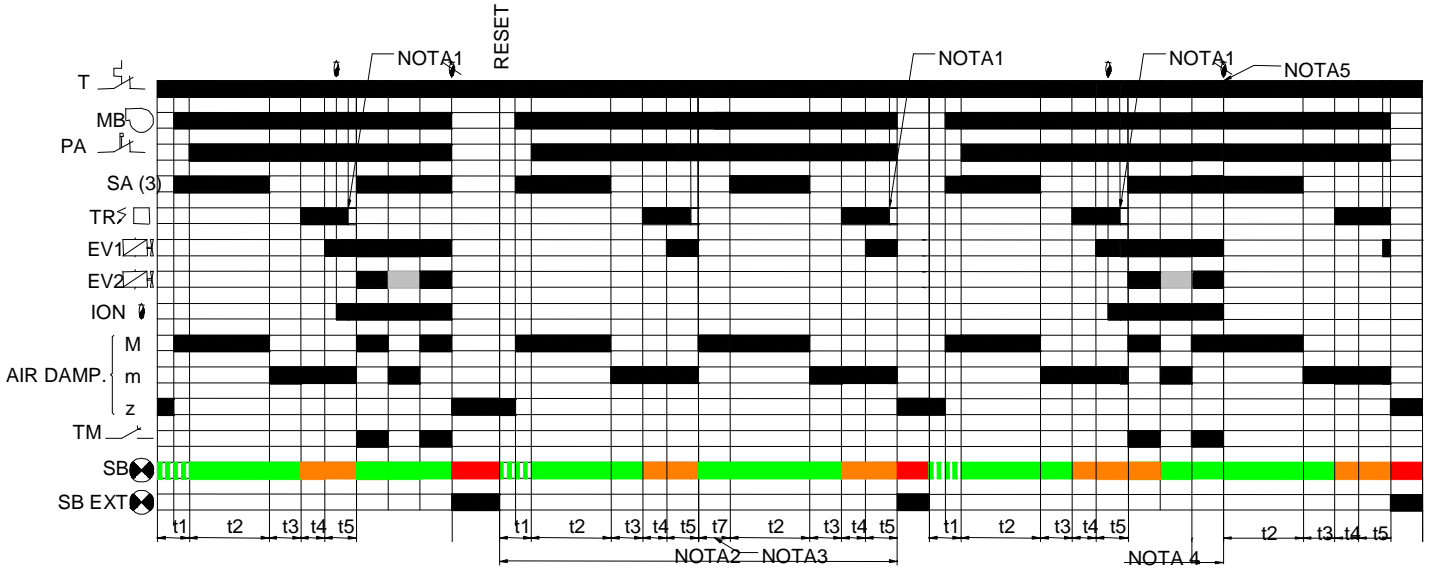 RESET
NOTA1
NOTA1
NOTA1
NOTA5
T
MB
PA
SA (3)
TR
EV1
EV2
ION
M
AIR DAMP.
m
z
TM
SB
SB EXT
t1 t2 t3 t4 t5 t1 t2 t3 t4 t5 t7 t2 t3 t4 t5 t1 t2 t3 t4 t5 t2 t3 t4 t5
NOTA2 NOTA3 NOTA 4